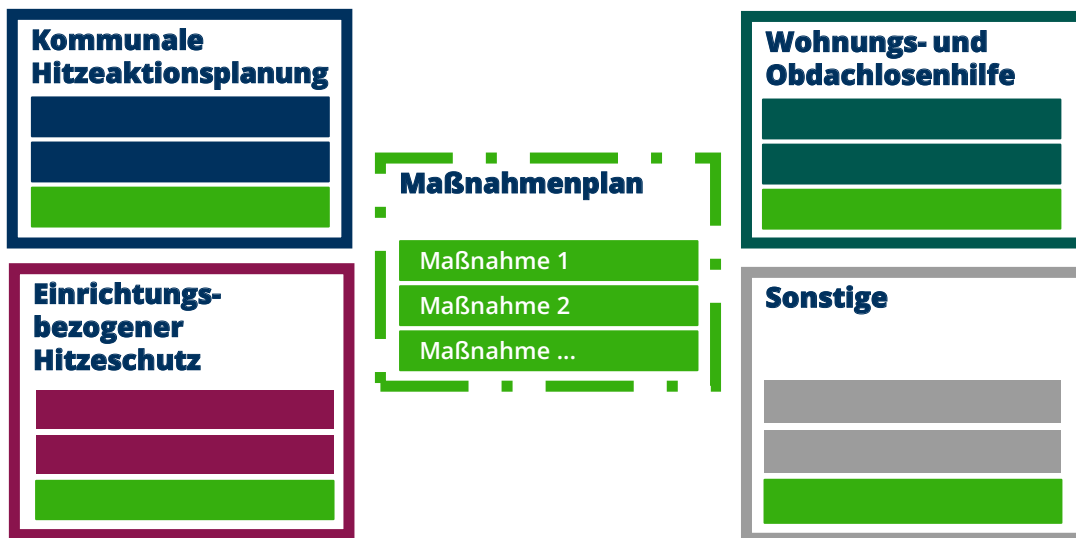 Kommunale
Hitzeaktionsplanung
Einrichtungs-
bezogener
Hitzeschutz
Maßnahmenplan
Maßnahme 1
Maßnahme 2
Maßnahme ...
Wohnungs- und
Obdachlosenhilfe
Sonstige